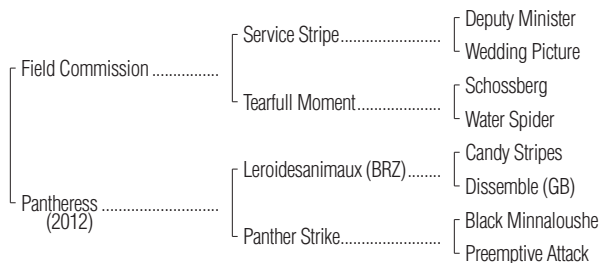 Deputy Minister
Service Stripe.......................
Wedding Picture
Field Commission ................
Schossberg
Tearfull Moment....................
Water Spider
Candy Stripes
Leroidesanimaux (BRZ)........
Dissemble (GB)
Pantheress ............................
(2012)
Black Minnaloushe
Panther Strike.......................
Preemptive Attack